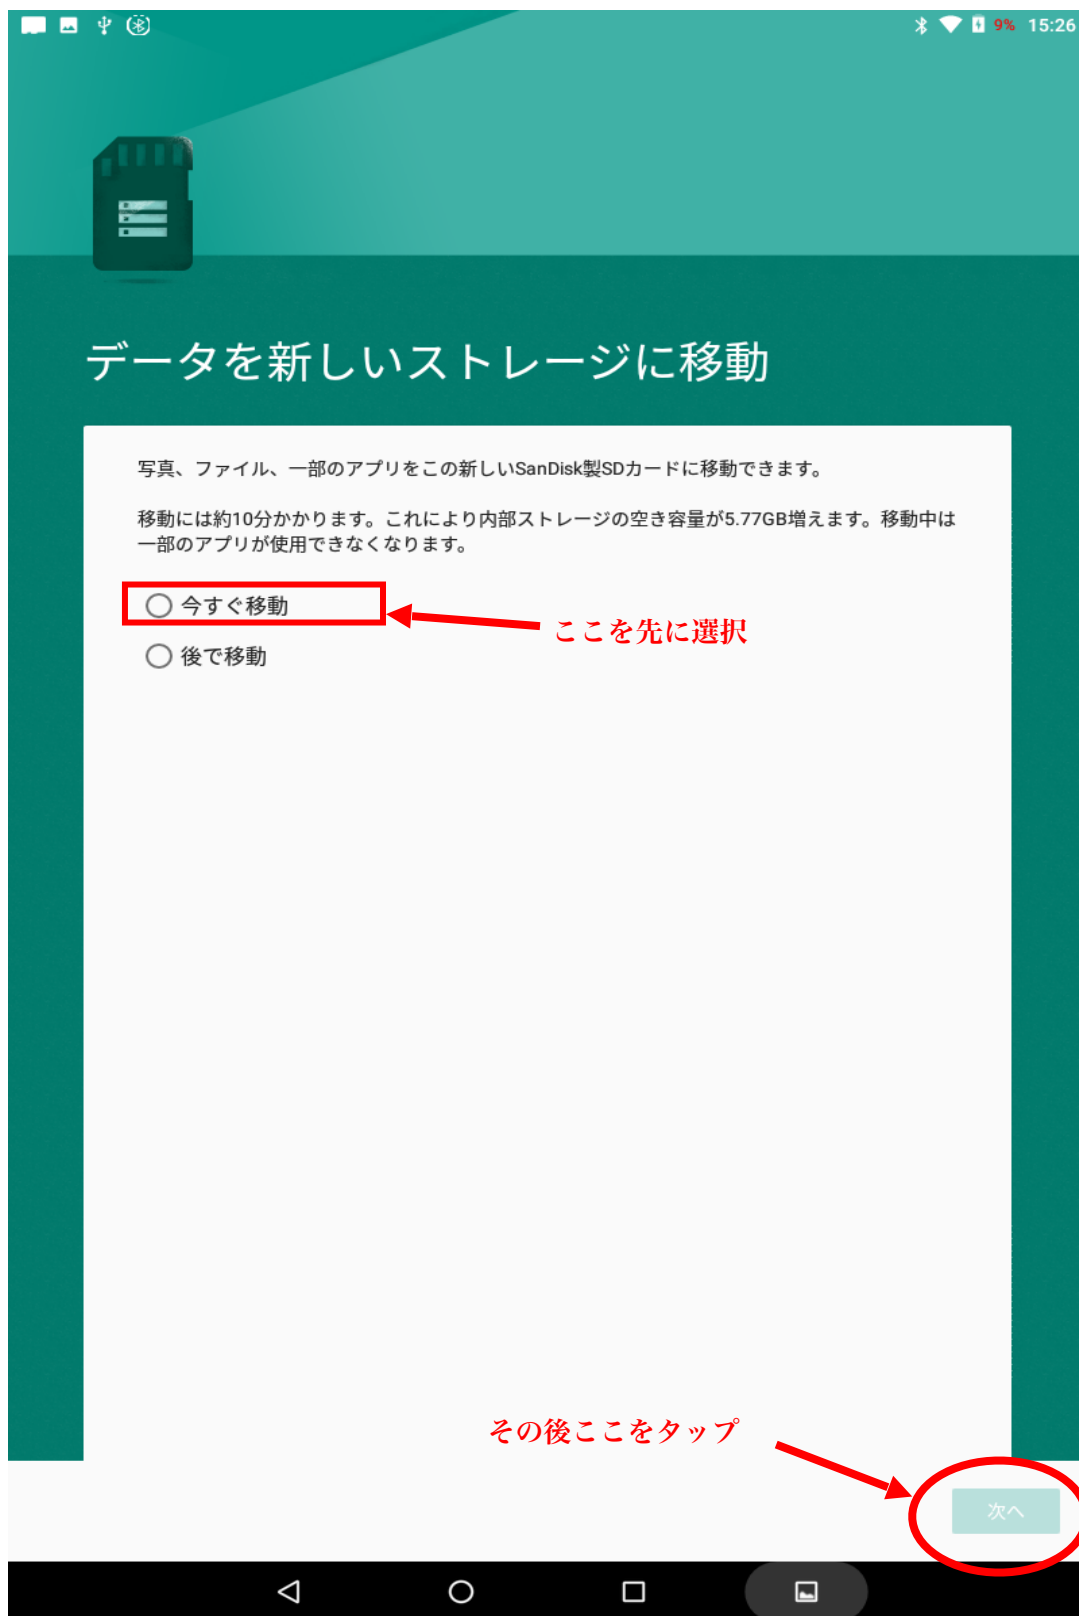 9% 15:26
データを新しいストレージに移動
写真、ファイル、一部のアプリをこの新しいSanDisk製SDカードに移動できます。
移動には約10分かかります。これにより内部ストレージの空き容量が5.77GB増えます。移動中は
一部のアプリが使用できなくなります。
今すぐ移動
ここを先に選択
後で移動
その後ここをタップ
次へ